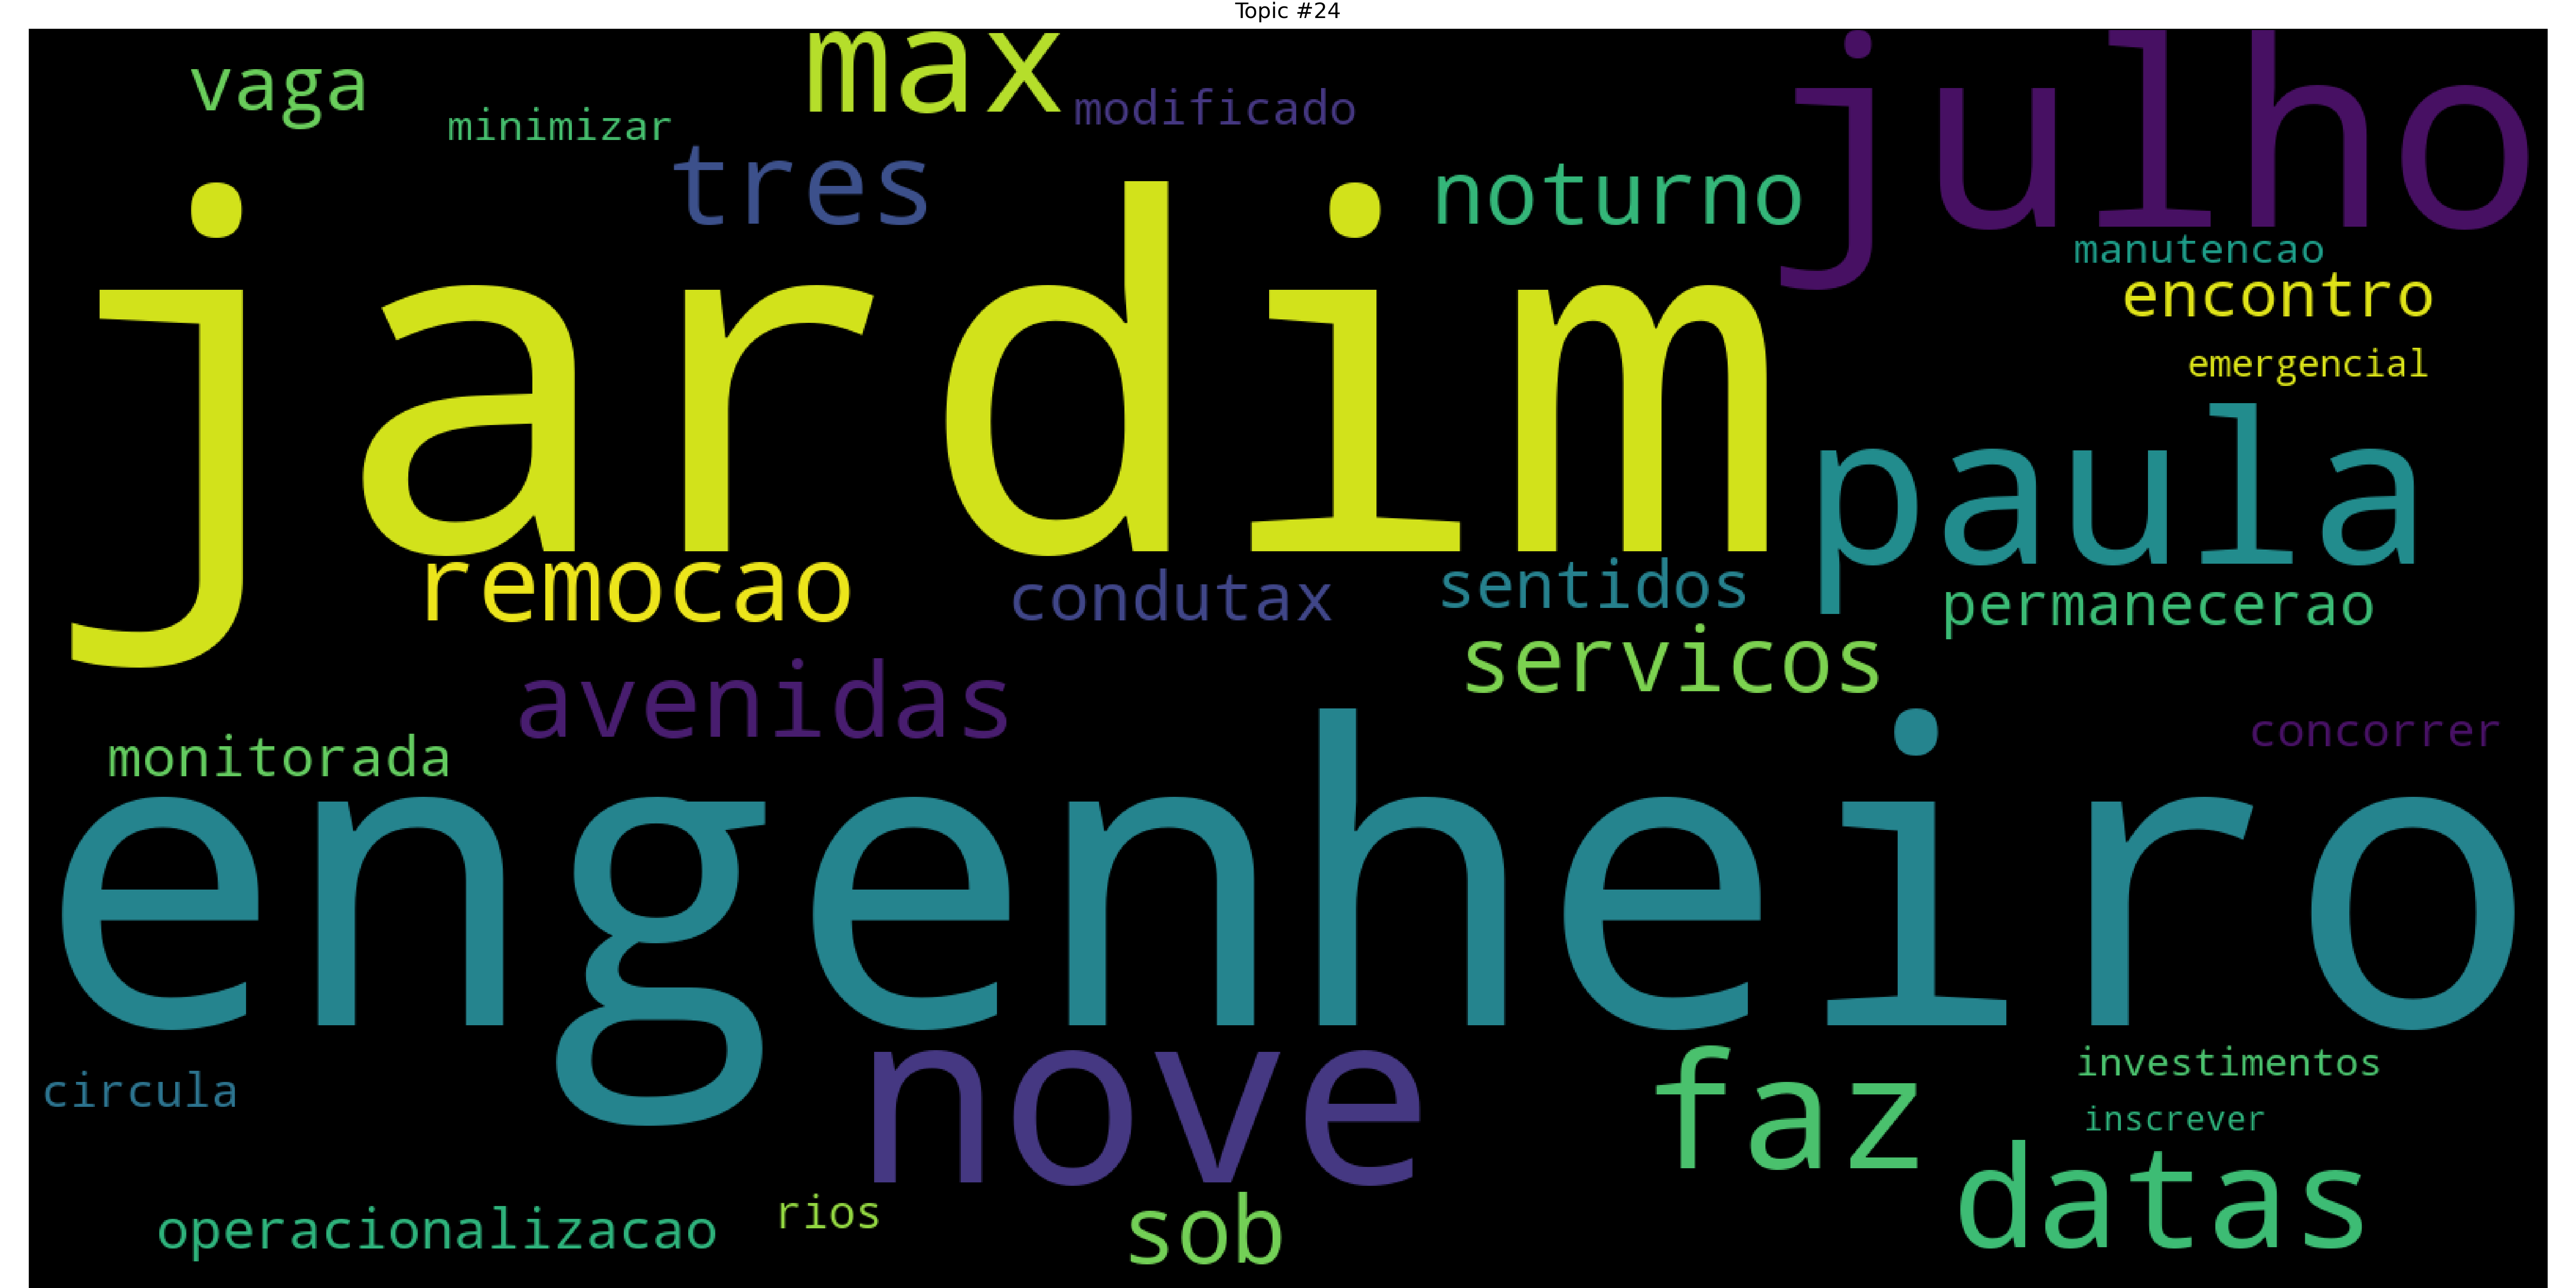 Topic #24
vaga
minimizar
max
modificado
julho
tres
noturno
manutencao
encontro
jardim
emergencial
paula
remocao
condutax
sentidos
permanecerao
servicos
avenidas
monitorada
concorrer
engenheiro
circula
nove
faz
investimentos
inscrever
datas
operacionalizacao
rios
sob